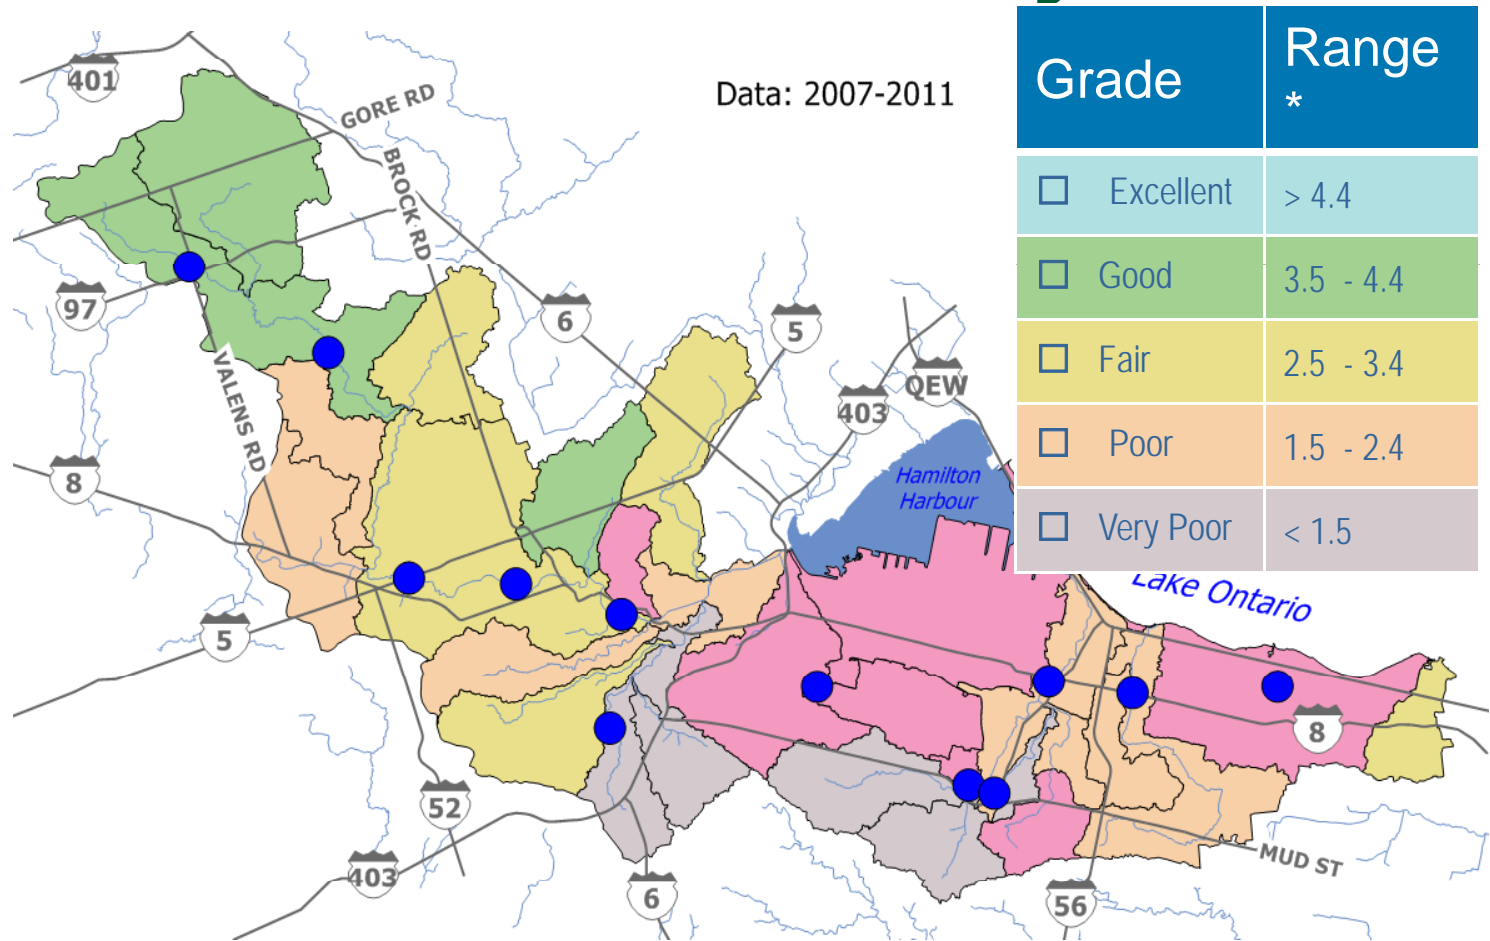 Data: 2007-2011
Grade
Range
*
Excellent
> 4.4
Good
3.5 - 4.4
Fair
2.5 - 3.4
Poor
1.5 - 2.4
Very Poor
< 1.5
401
GORE RD
BROCK RD
97
6
5
403
QEW
VALENS RD
8
Hamilton
Harbour
Lake Ontario
5
8
52
403
6
56
MUD ST